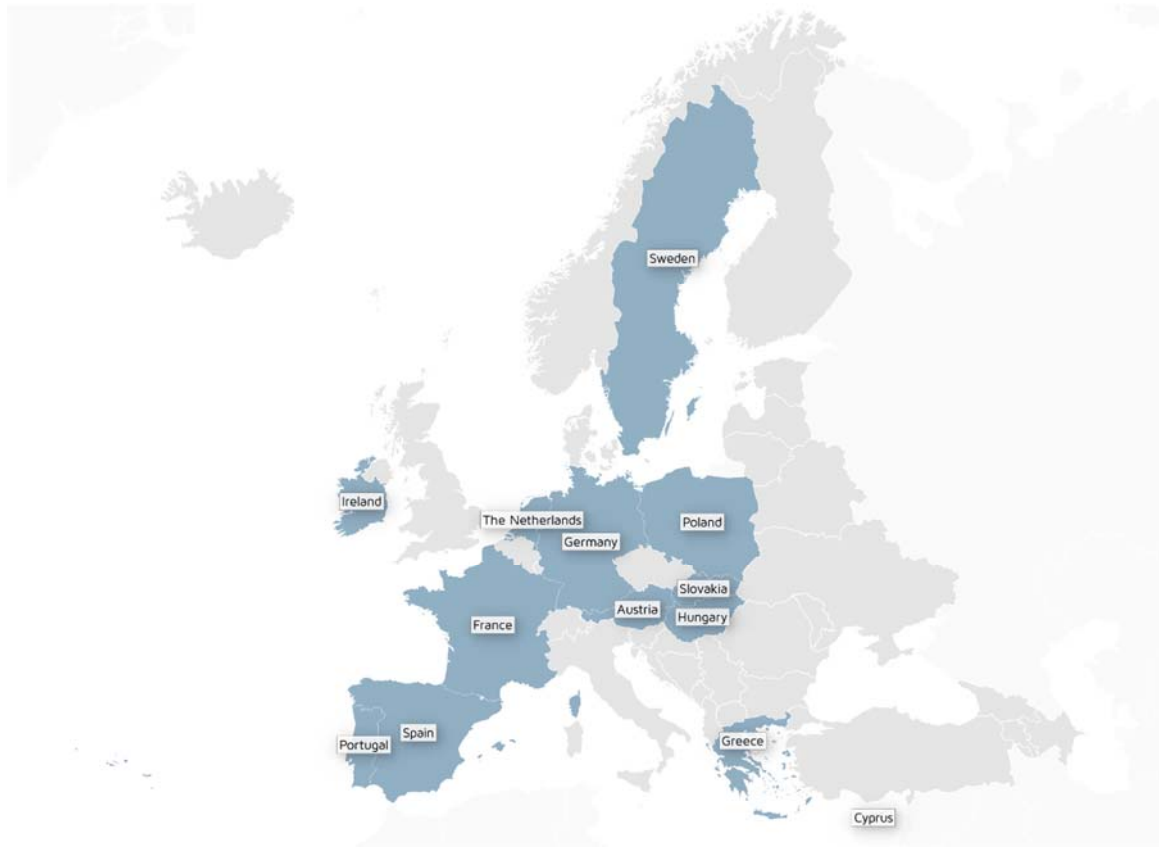 Sweden
Ireland
The Netherlands
Poland
Germany
Slovakia
Austria
Hungary
France
Spain
Portugal
Greece
Cyprus